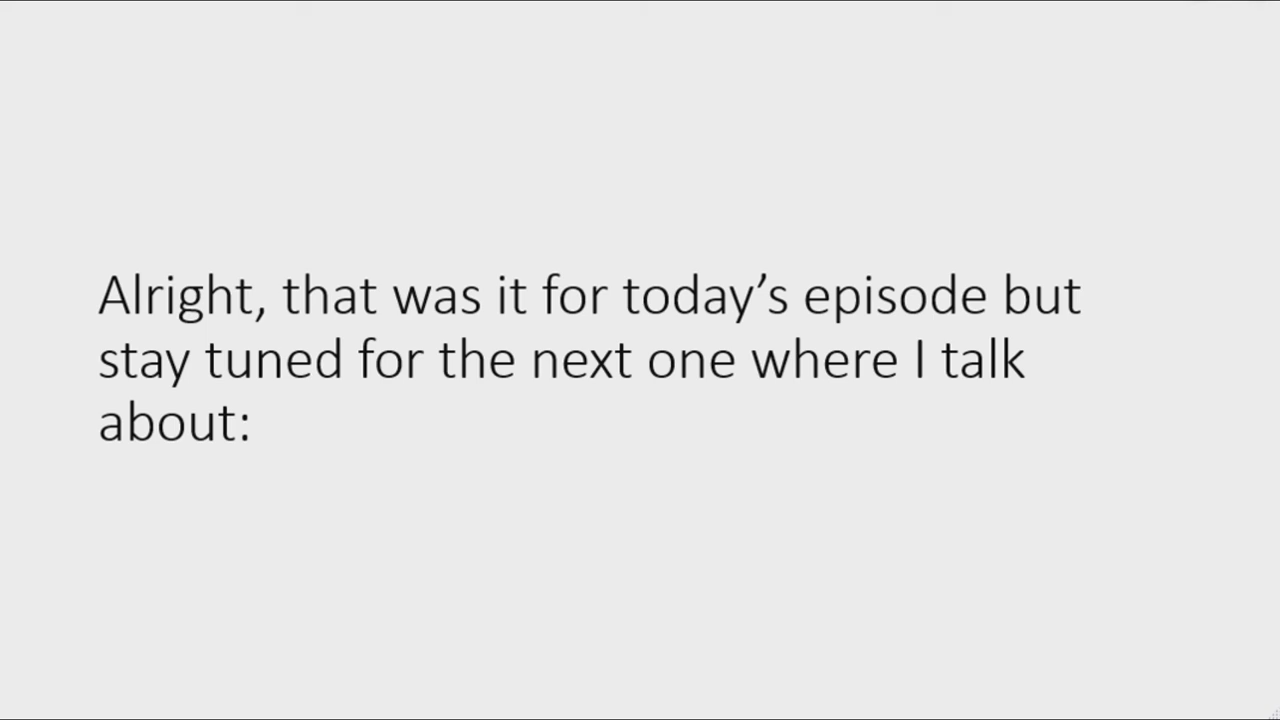 Alright, that was it for today’s episode but
stay tuned for the next one where I talk
about: